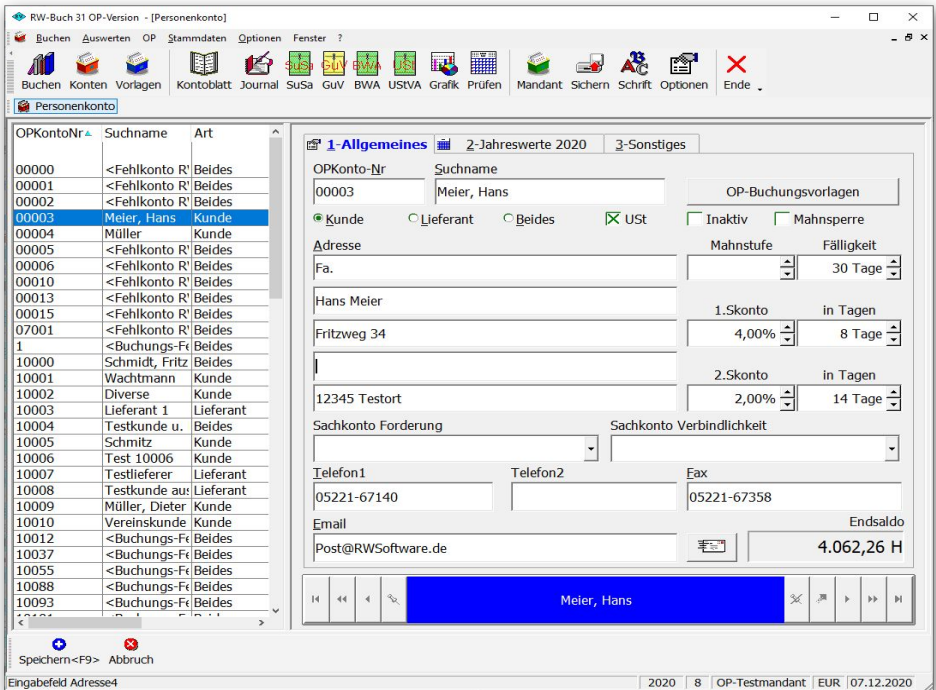 RW-Buch 31 OP-Version - [Personenkonto]
Buchen Auswerten OP Stammdaten Optionen Fenster ?
Buchen Konten Vorlagen Kontoblatt Journal SuSa GuV BWA UStVA Grafik Prüfen Mandant Sichern Schrift Optionen Ende
Personenkonto
OPKontoNr Suchname Art
00000 <Fehlkonto R Beides
00001 <Fehlkonto R Beides
00002 <Fehlkonto R Beides
00003 Meier, Hans Kunde
00004 Müller Kunde
00005 <Fehlkonto R Beides
00006 <Fehlkonto R Beides
00010 <Fehlkonto R Beides
00013 <Fehlkonto R Beides
00015 <Fehlkonto R Beides
07001 <Fehlkonto R Beides
1 <Buchungs-Fe Beides
10000 Schmidt, Fritz Beides
10001 Wachtmann Kunde
10002 Diverse Kunde
10003 Lieferant 1 Lieferant
10004 Testkunde u. Beides
10005 Schmitz Kunde
10006 Test 10006 Kunde
10007 Testlieferer Lieferant
10008 Testkunde aus Lieferant
10009 Müller, Dieter Kunde
10010 Vereinskunde Kunde
10012 <Buchungs-Fe Beides
10037 <Buchungs-Fe Beides
10055 <Buchungs-Fe Beides
10088 <Buchungs-Fe Beides
10093 <Buchungs-Fe Beides
1-Allgemeines 2-Jahreswerte 2020 3-Sonstiges
OPKonto-Nr Suchname
00003 Meier, Hans OP-Buchungsvorlagen
Kunde Lieferant Beides USt Inaktiv Mahnsperre
Adresse Mahnstufe Fälligkeit
Fa. 30 Tage
Hans Meier
1.Skonto in Tagen
Fritzweg 34 4,00% 8 Tage
2.Skonto in Tagen
12345 Testort 2,00% 14 Tage
Sachkonto Forderung Sachkonto Verbindlichkeit
Telefon1 Telefon2 Fax
05221-67140 05221-67358
Email Endsaldo
Post@RWSoftware.de 4.062,26 H
Meier, Hans
Speichern<F9> Abbruch
Eingabefeld Adresse4 2020 8 OP-Testmandant EUR 07.12.2020